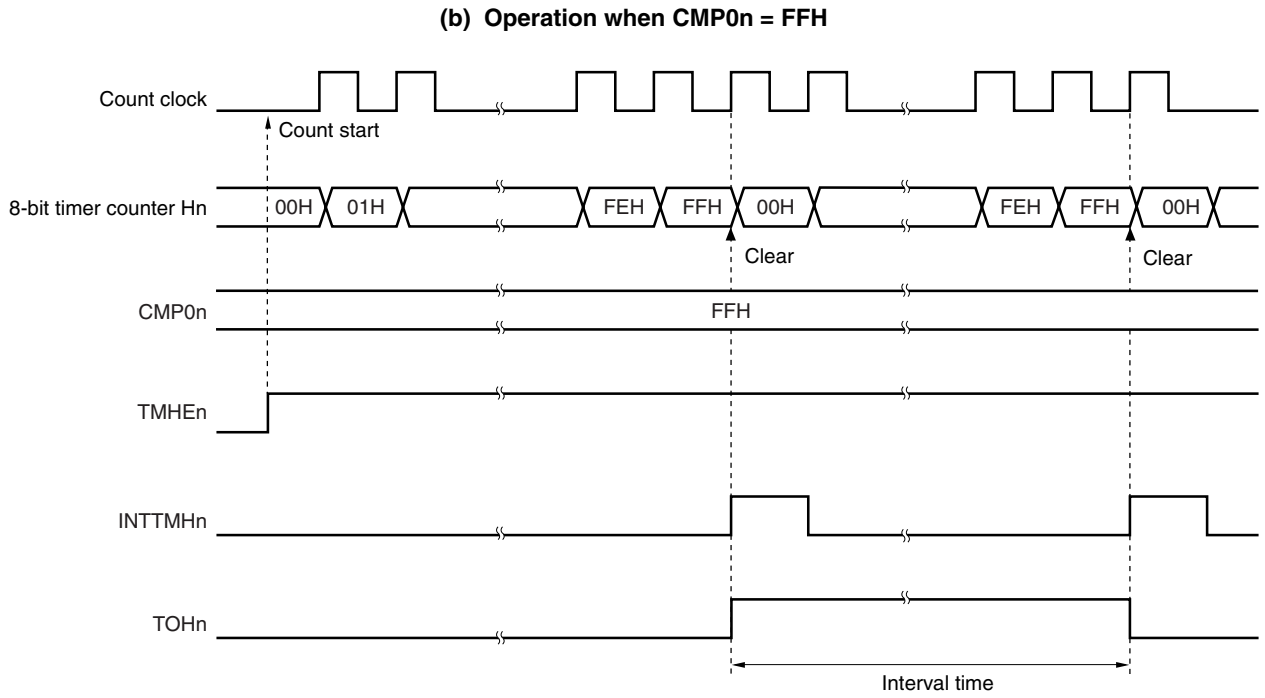 (b) Operation when CMP0n = FFH
Count clock
Count start
8-bit timer counter Hn
00H 01H FEH FFH 00H FEH FFH 00H
Clear Clear
CMP0n
FFH
TMHEn
INTTMHn
TOHn
Interval time